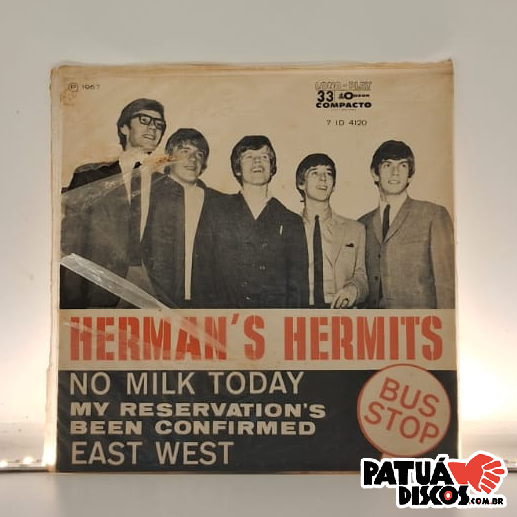 ℗ 1967
LONG-PLAY
33 ODEON
COMPACTO
7 ID 4120
HERMAN'S HERMITS
NO MILK TODAY
MY RESERVATION'S
BEEN CONFIRMED
EAST WEST
BUS
STOP
PATUÁ
DISCOS
.COM.BR